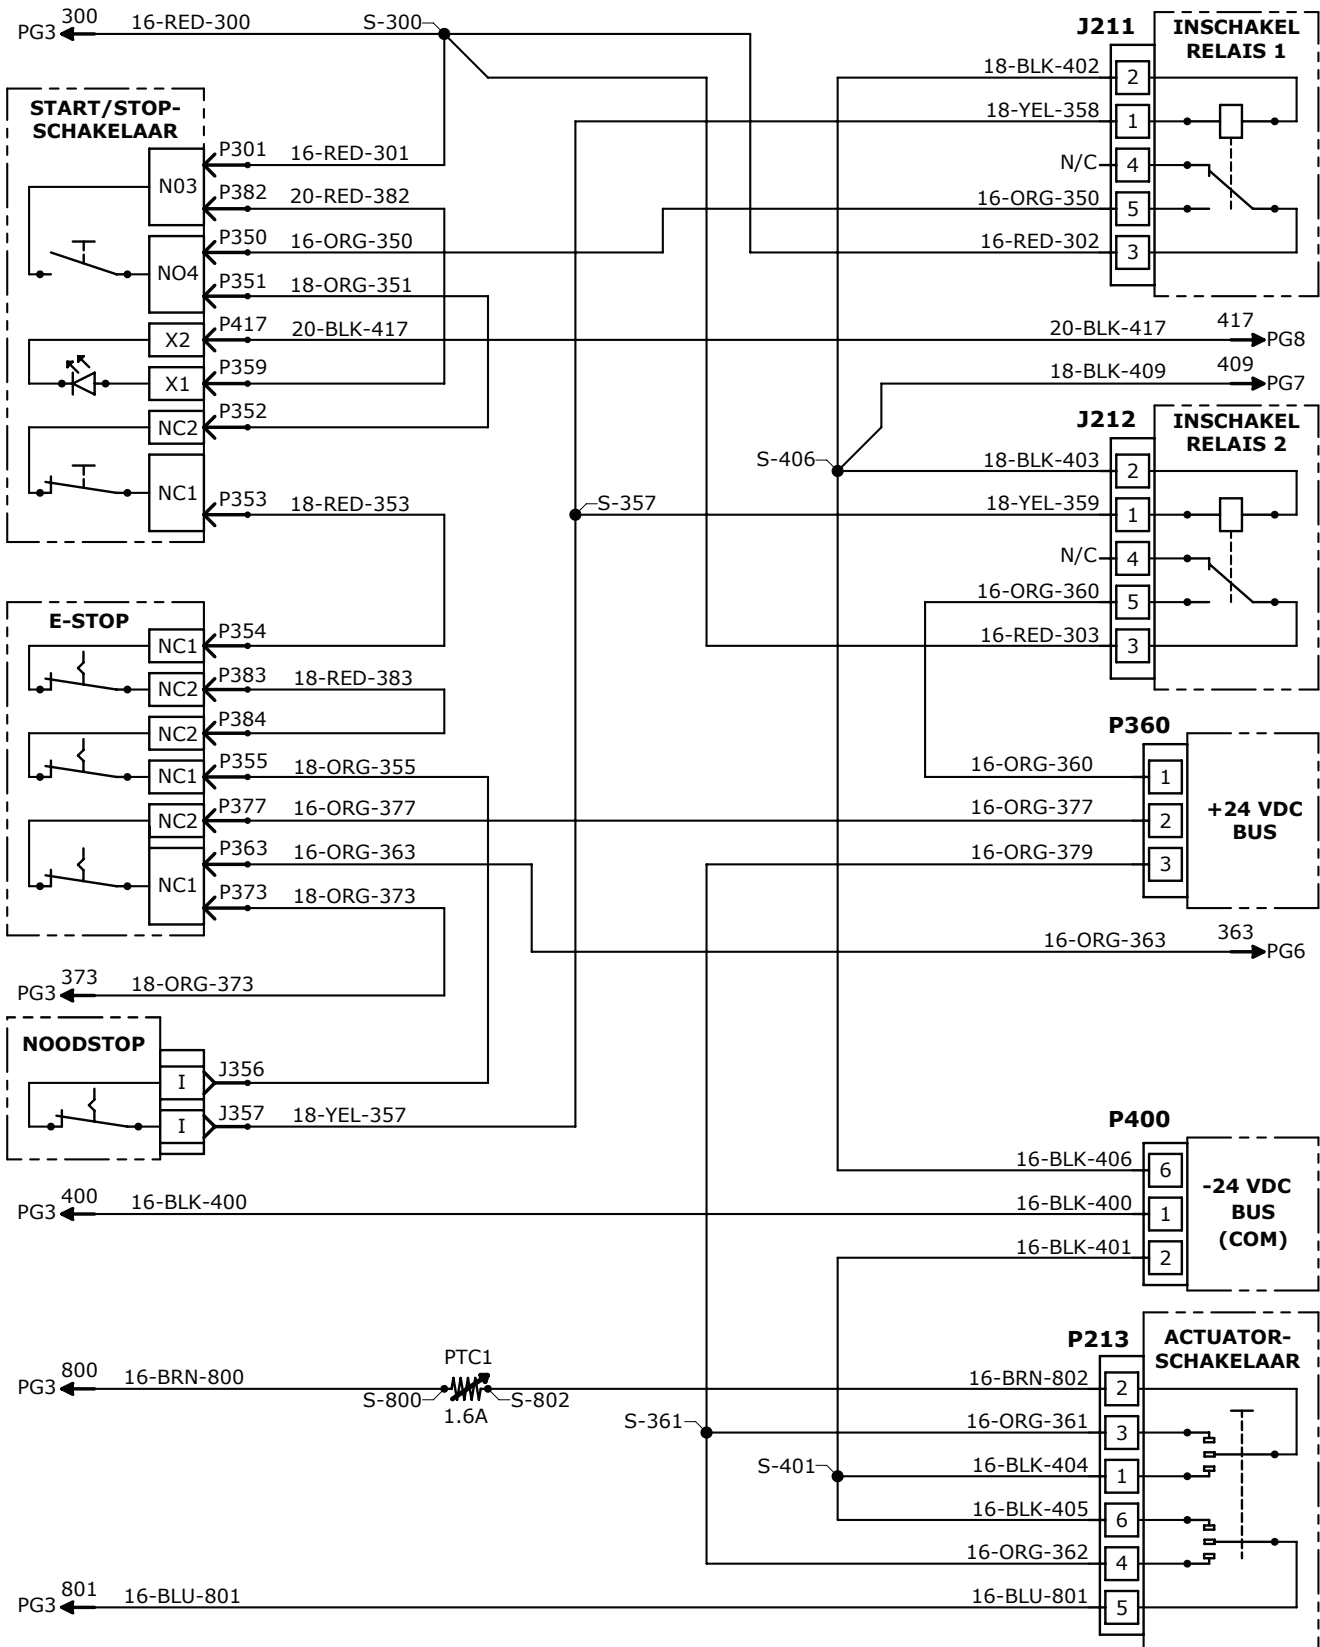 300
16-RED-300
S-300
PG3
START/STOP-
SCHAKELAAR
N03
P301
16-RED-301
P382
20-RED-382
NO4
P350
16-ORG-350
P351
18-ORG-351
X2
P417
20-BLK-417
X1
P359
NC2
P352
NC1
P353
18-RED-353
J211
INSCHAKEL
RELAIS 1
18-BLK-402
2
18-YEL-358
1
N/C
4
16-ORG-350
5
16-RED-302
3
20-BLK-417
417
PG8
18-BLK-409
409
PG7
J212
INSCHAKEL
RELAIS 2
S-406
18-BLK-403
2
S-357
18-YEL-359
1
N/C
4
16-ORG-360
5
16-RED-303
3
E-STOP
NC1
P354
NC2
P383
18-RED-383
NC2
P384
NC1
P355
18-ORG-355
NC2
P377
16-ORG-377
NC1
P363
16-ORG-363
P373
18-ORG-373
P360
16-ORG-360
1
16-ORG-377
2
16-ORG-379
3
+24 VDC
BUS
16-ORG-363
363
PG6
373
PG3
18-ORG-373
NOODSTOP
I
J356
I
J357
18-YEL-357
P400
16-BLK-406
6
400
PG3
16-BLK-400
16-BLK-400
1
16-BLK-401
2
-24 VDC
BUS
(COM)
P213
ACTUATOR-
SCHAKELAAR
800
PG3
16-BRN-800
PTC1
S-800
S-802
1.6A
16-BRN-802
2
S-361
16-ORG-361
3
S-401
16-BLK-404
1
16-BLK-405
6
16-ORG-362
4
801
PG3
16-BLU-801
16-BLU-801
5